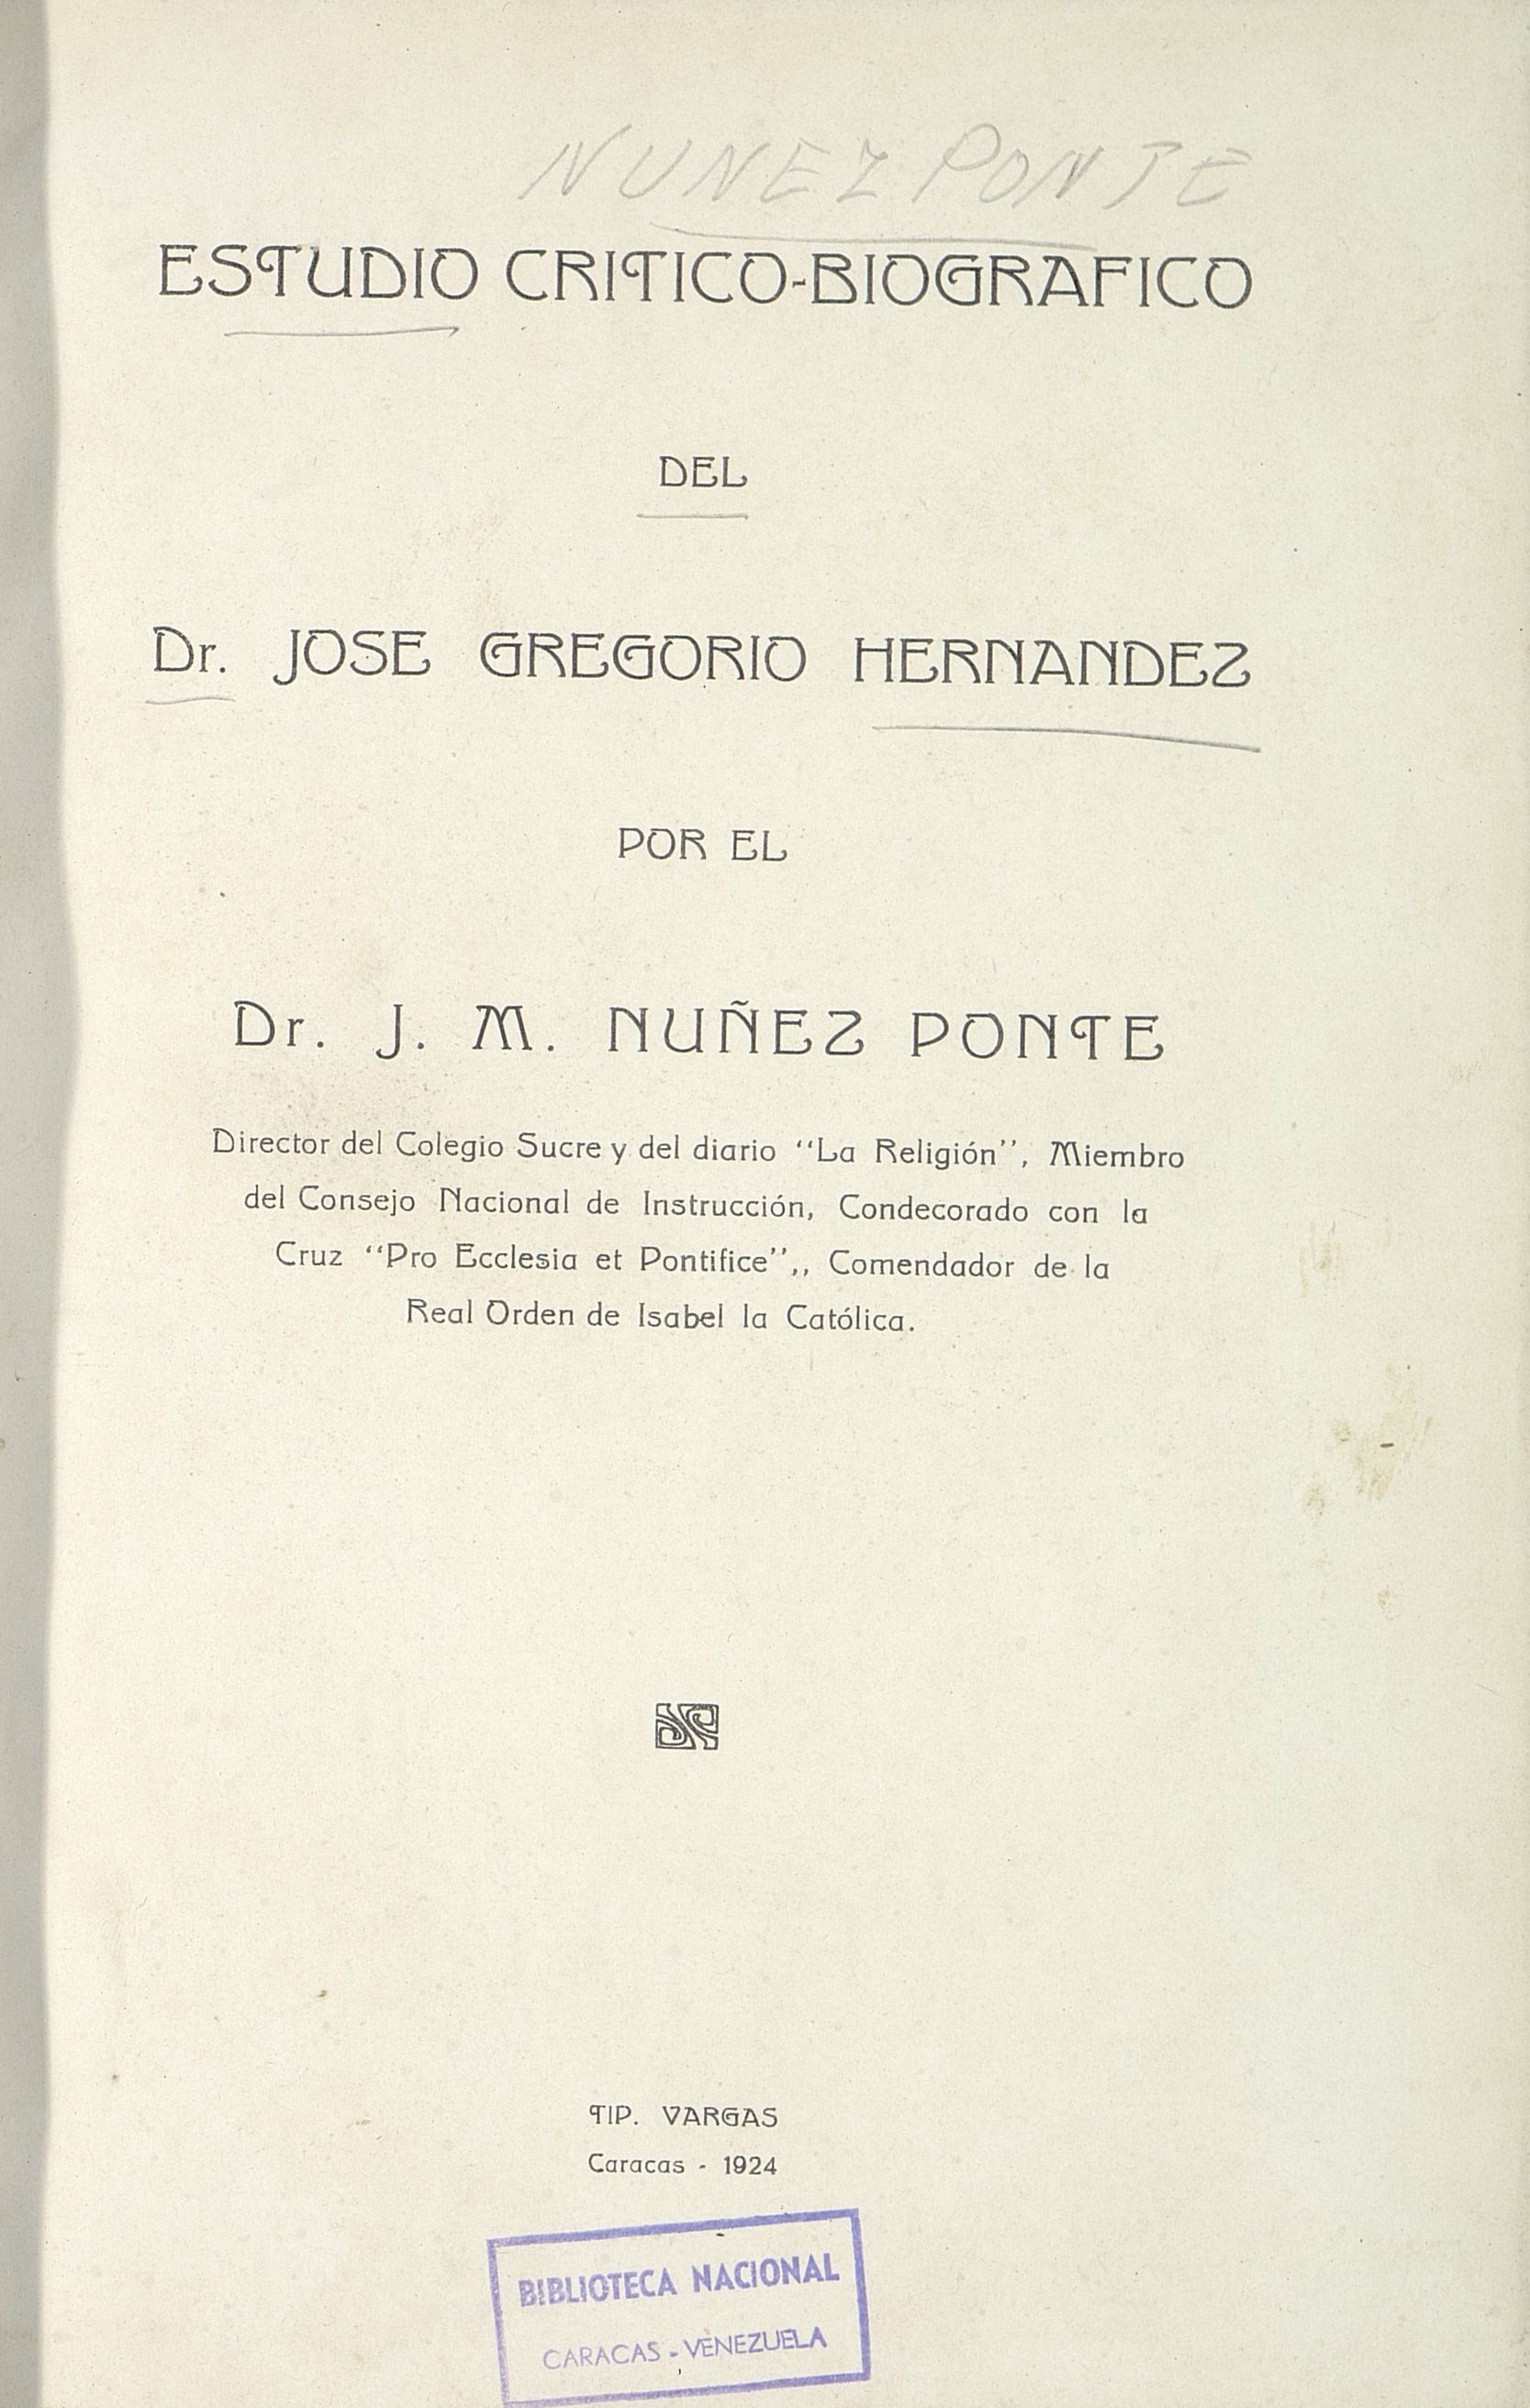 NUNEZ PONTE
ESTUDIO CRITICO-BIOGRAFICO
DEL
Dr. JOSE GREGORIO HERNANDEZ
POR EL
Dr. J. M. NUÑEZ PONTE
Director del Colegio Sucre y del diario ‘‘La Religión’’, Miembro
del Consejo Nacional de Instrucción, Condecorado con la
Cruz ‘‘Pro Ecclesia et Pontifice’’,, Comendador de la
Real Orden de Isabel la Católica.
TIP. VARGAS
Caracas - 1924
BIBLIOTECA NACIONAL
CARACAS - VENEZUELA